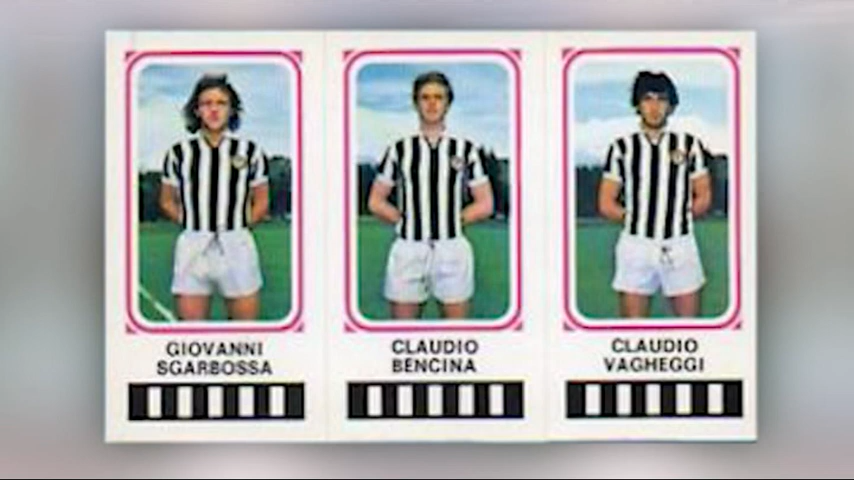 GIOVANNI
SGARBOSSA
CLAUDIO
BENCINA
CLAUDIO
VAGHEGGI